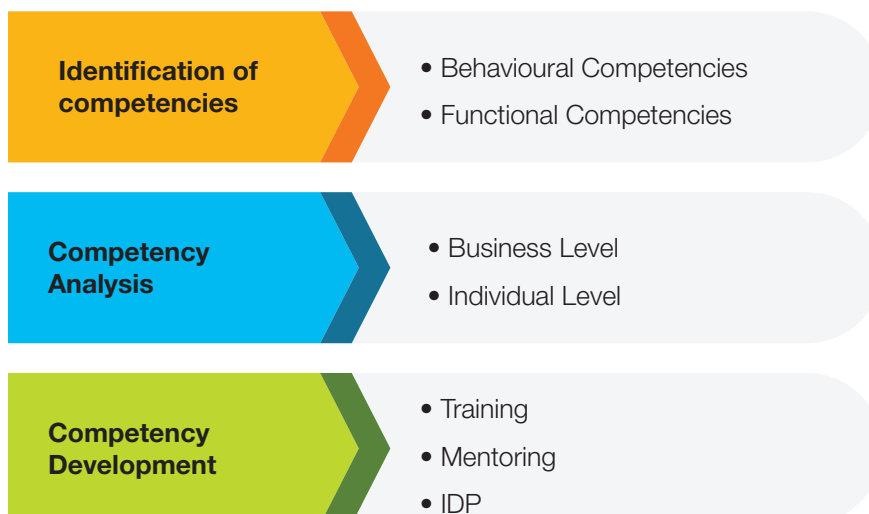 Identification of
competencies
• Behavioural Competencies
• Functional Competencies
Competency
Analysis
• Business Level
• Individual Level
Competency
Development
• Training
• Mentoring
• IDP